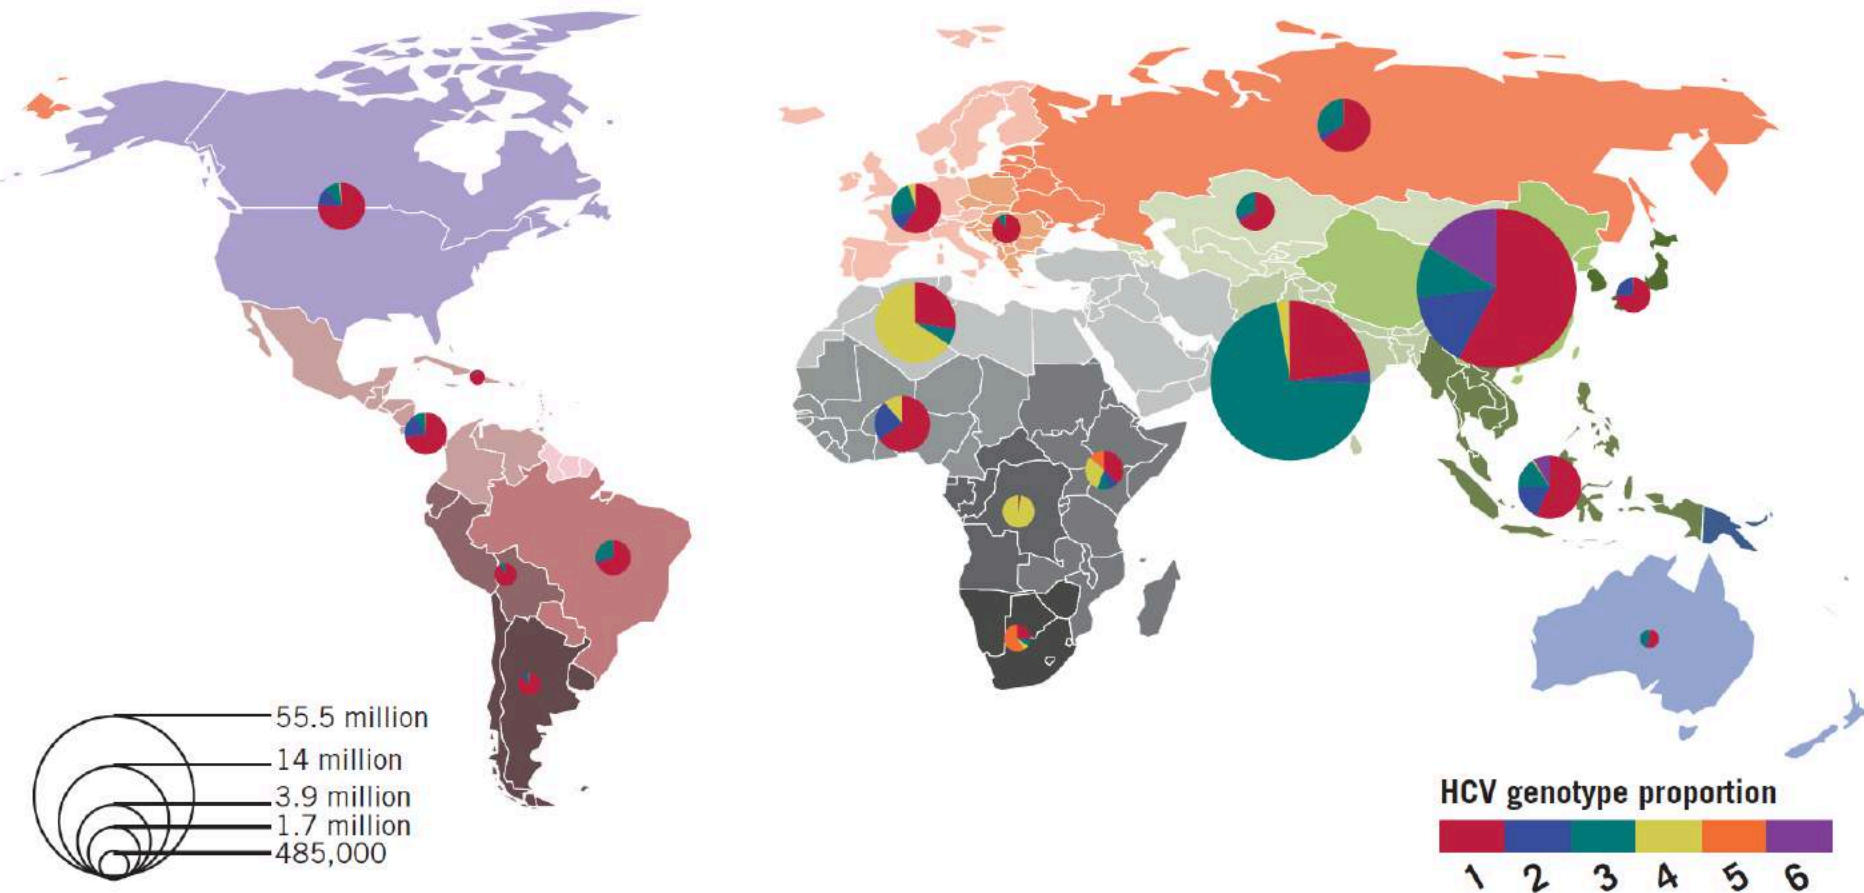 55.5 million
14 million
3.9 million
1.7 million
485,000
HCV genotype proportion
1 2 3 4 5 6